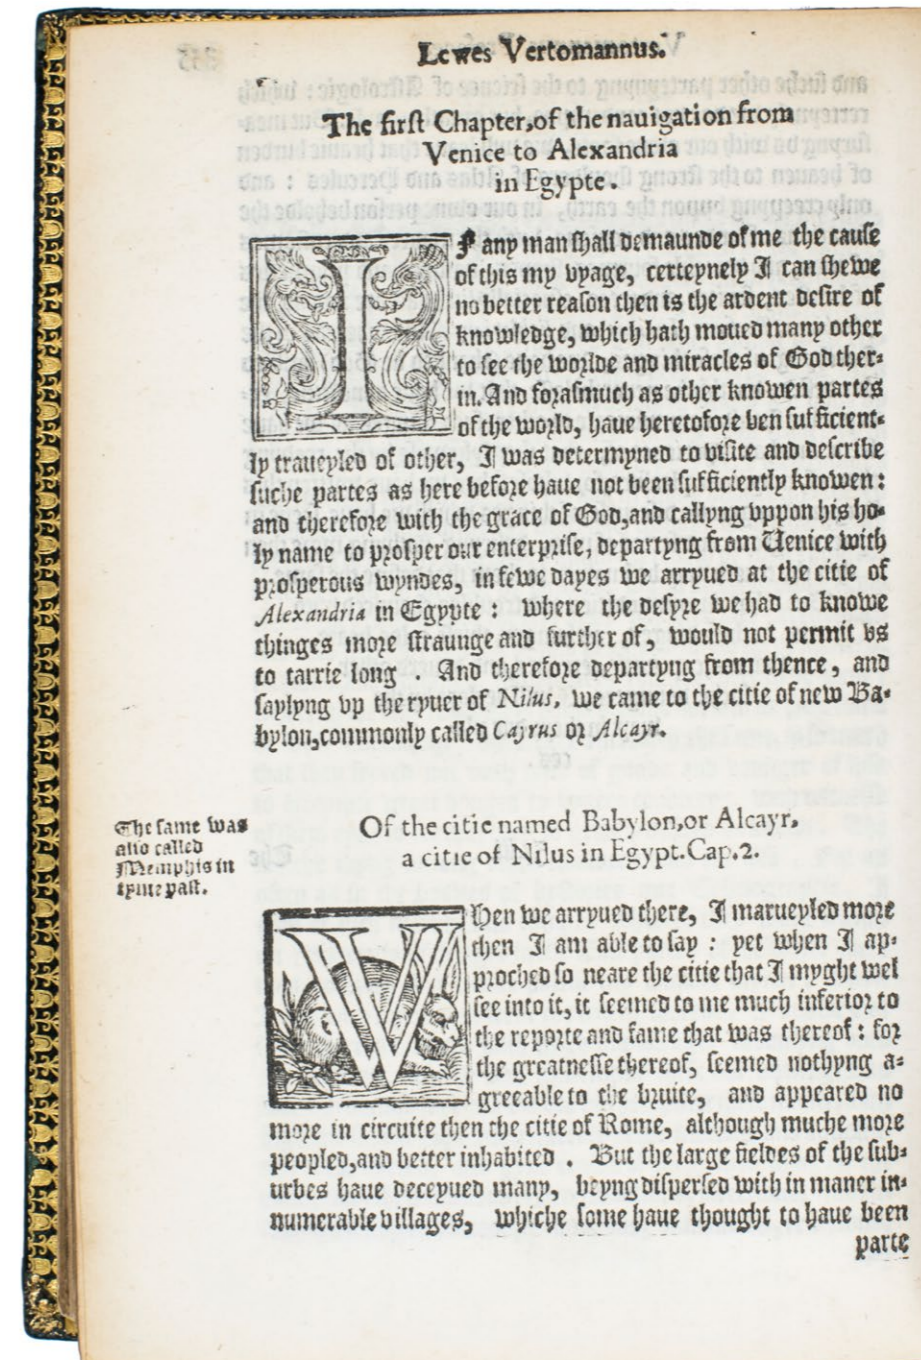 Lewes Vertomannus.
The first Chapter, of the nauigation from
Venice to Alexandria
in Egypte.
IF any man shall demaunde of me the cause
of this my vyage, certeynely I can shewe
no better reason then is the ardent desire of
knowledge, which hath moued many other
to see the worlde and miracles of God ther-
in. And forasmuch as other knowen partes
of the world, haue heretofore ben sufficient-
ly traueyled of other, I was determyned to visite and describe
suche partes as here before haue not been sufficiently knowen:
and therefore with the grace of God, and callyng vppon his ho-
ly name to prosper our enterprise, departyng from Uenice with
prosperous wyndes, in fewe dayes we arryued at the citie of
Alexandria in Egypte: where the desyre we had to knowe
thinges more straunge and further of, would not permit vs
to tarrie long. And therefore departyng from thence, and
saylyng vp the ryuer of Nilus, we came to the citie of new Ba-
bylon, commonly called Cayrus or Alcayr.
Of the citie named Babylon, or Alcayr,
a citie of Nilus in Egypt. Cap. 2.
The same was
also called
Memphis in
tyme past.
WHen we arryued there, I marueyled more
then I am able to say: yet when I ap-
proched so neare the citie that I myght wel
see into it, it seemed to me much inferior to
the reporte and fame that was thereof: for
the greatnesse thereof, seemed nothyng a-
greeable to the bruite, and appeared no
more in circuite then the citie of Rome, although muche more
peopled, and better inhabited. But the large fieldes of the sub-
urbes haue deceyued many, beyng dispersed with in maner in-
numerable villages, whiche some haue thought to haue been
parte